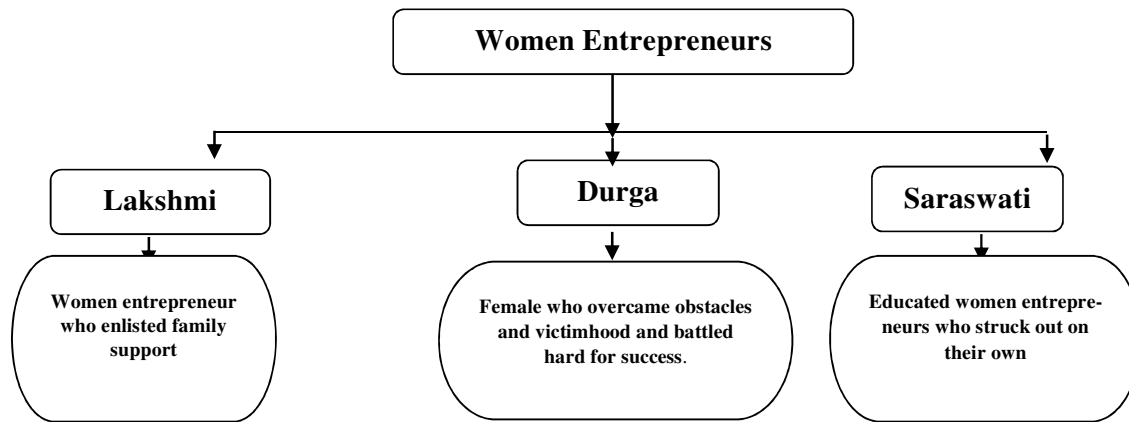 Women Entrepreneurs
Lakshmi
Durga
Saraswati
Women entrepreneur
who enlisted family
support
Female who overcame obstacles
and victimhood and battled
hard for success.
Educated women entrepre-
neurs who struck out on
their own